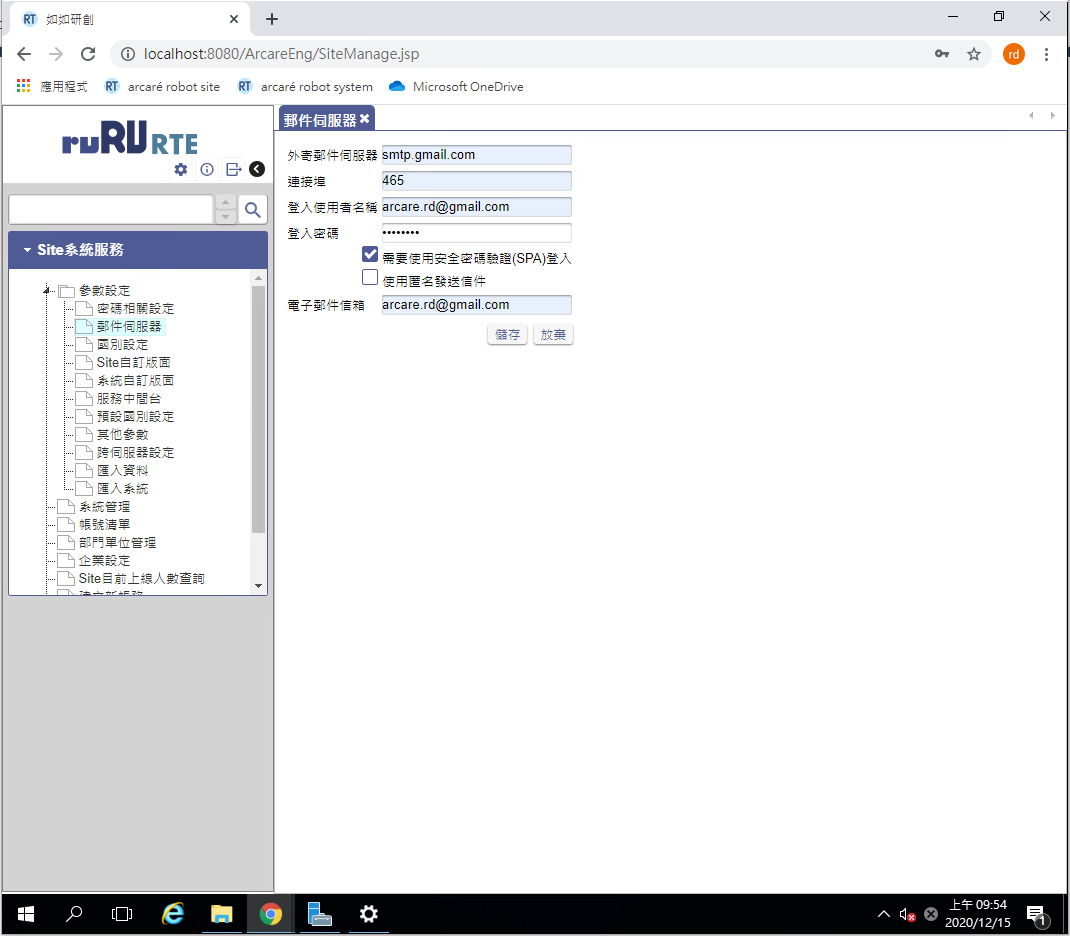 RT 如如研創
localhost:8080/ArcareEng/SiteManage.jsp
rd
應用程式 RT arcaré robot site RT arcaré robot system Microsoft OneDrive
ruRU RTE
郵件伺服器
外寄郵件伺服器 smtp.gmail.com
連接埠 465
登入使用者名稱 arcare.rd@gmail.com
登入密碼 ••••••••
需要使用安全密碼驗證(SPA)登入
使用匿名發送信件
電子郵件信箱 arcare.rd@gmail.com
儲存 放棄
Site系統服務
參數設定
密碼相關設定
郵件伺服器
國別設定
Site自訂版面
系統自訂版面
服務中間台
預設國別設定
其他參數
跨伺服器設定
匯入資料
匯入系統
系統管理
帳號清單
部門單位管理
企業設定
Site目前上線人數查詢
上午 09:54
2020/12/15
1